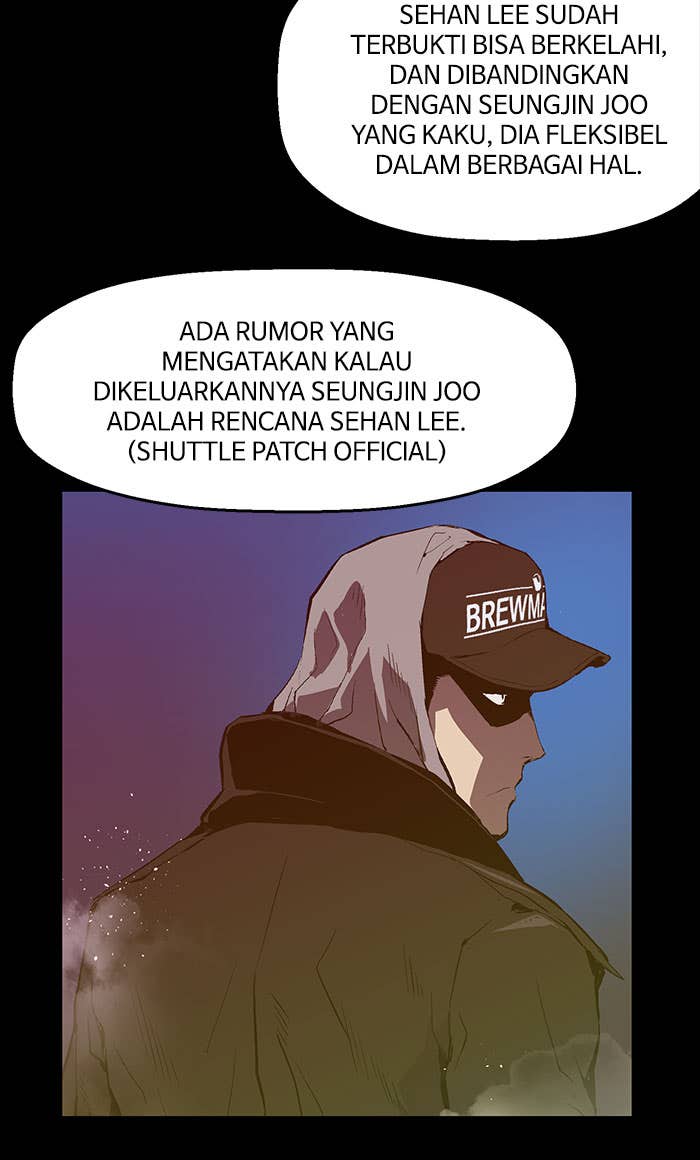 SEHAN LEE SUDAH
TERBUKTI BISA BERKELAHI,
DAN DIBANDINGKAN
DENGAN SEUNGJIN JOO
YANG KAKU, DIA FLEKSIBEL
DALAM BERBAGAI HAL.
ADA RUMOR YANG
MENGATAKAN KALAU
DIKELUARKANNYA SEUNGJIN JOO
ADALAH RENCANA SEHAN LEE.
(SHUTTLE PATCH OFFICIAL)
BREWMA